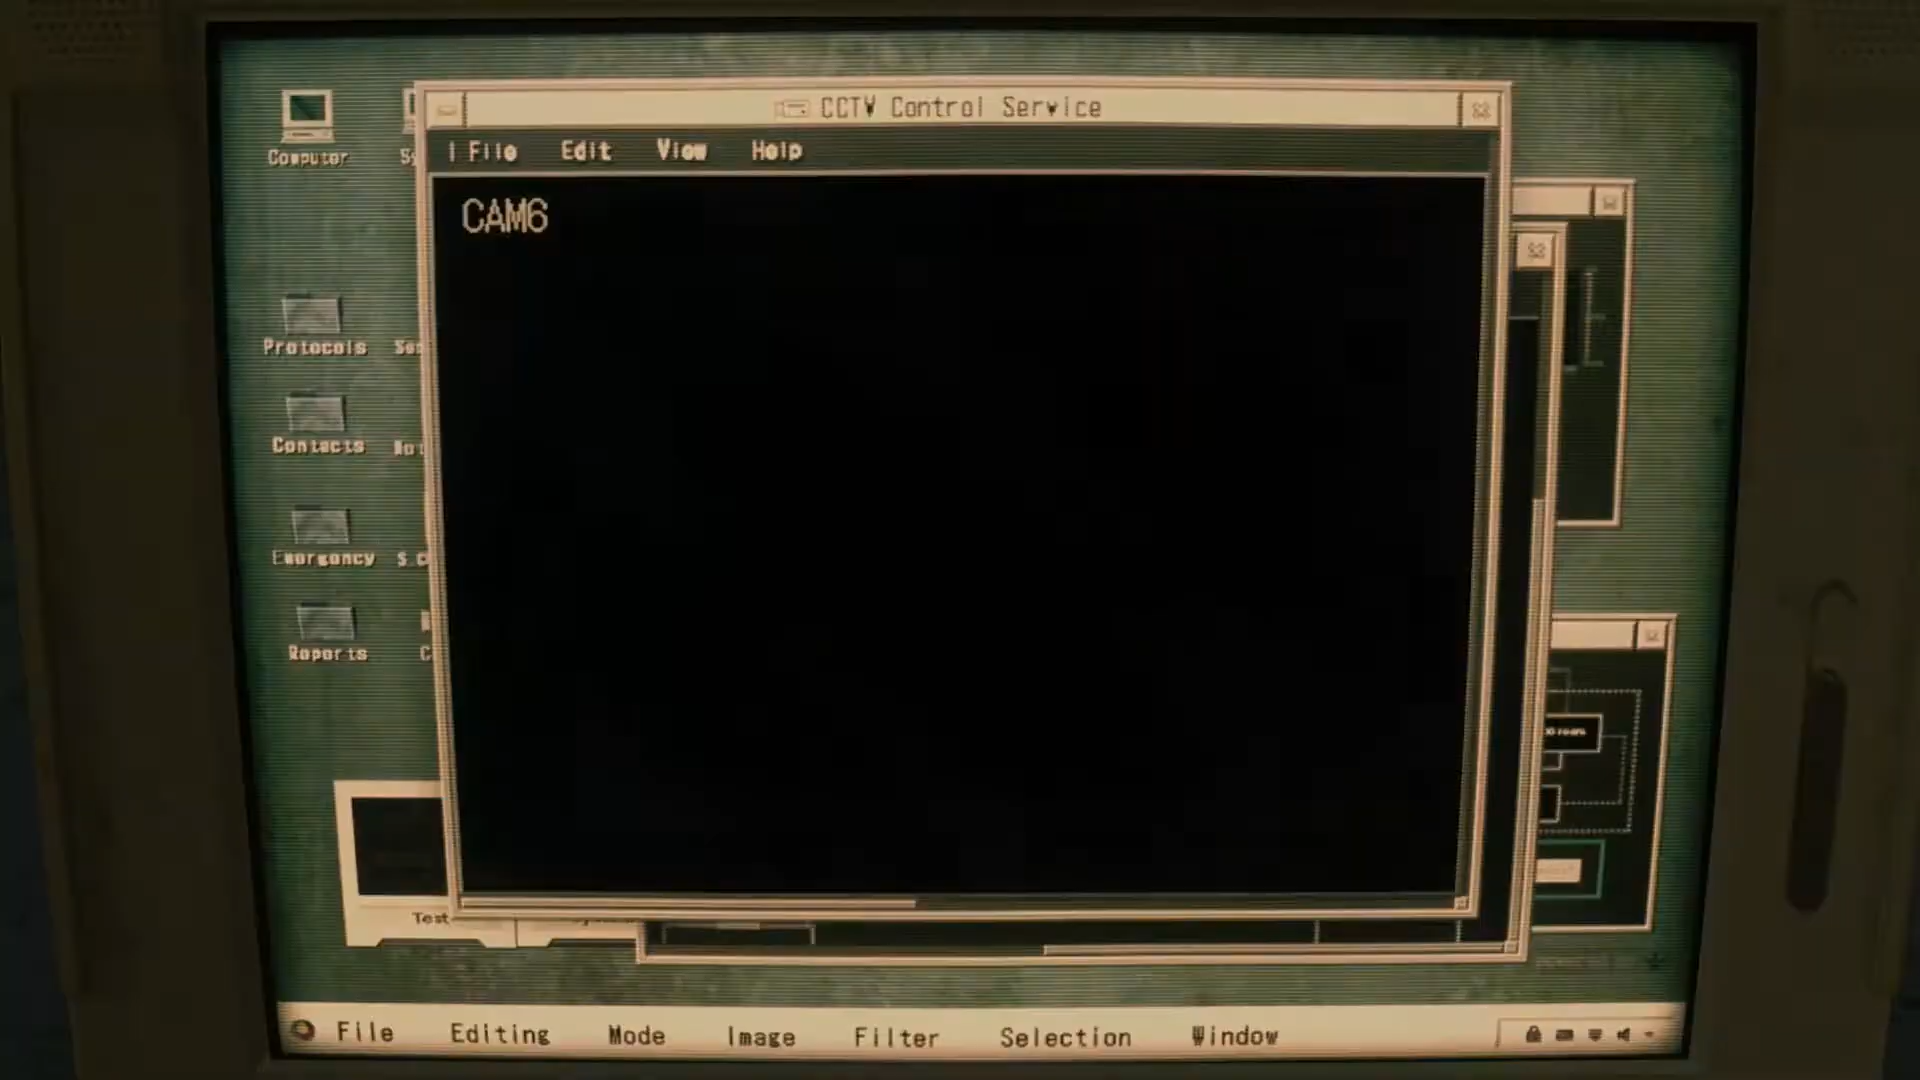 CCTV Control Service
File Edit View Help
CAM6
Computer
Protocols
Contacts
Emergency
Reports
Test
File Editing Mode Image Filter Selection Window